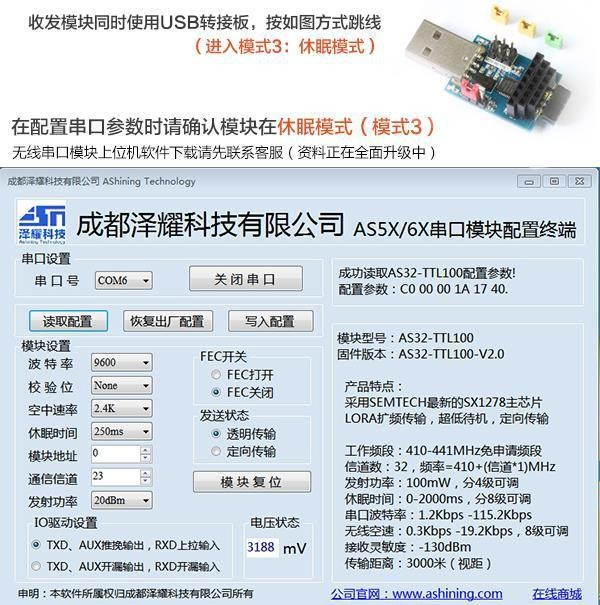 收发模块同时使用USB转接板，按如图方式跳线
（进入模式3：休眠模式）
在配置串口参数时请确认模块在休眠模式（模式3）
无线串口模块上位机软件下载请先联系客服（资料正在全面升级中）
成都泽耀科技有限公司 AShining Technology
泽耀科技
Ashining Technology
成都泽耀科技有限公司 AS5X/6X串口模块配置终端
串口设置
串 口 号 COM6 关 闭 串 口
读取配置 恢复出厂配置 写入配置
模块设置
波 特 率 9600
校 验 位 None
空中速率 2.4K
休眠时间 250ms
模块地址 0
通信信道 23
发射功率 20dBm
FEC开关
FEC打开
FEC关闭
发送状态
透明传输
定向传输
模 块 复 位
IO驱动设置
TXD、AUX推挽输出，RXD上拉输入
TXD、AUX开漏输出，RXD开漏输入
电压状态
3188 mV
成功读取AS32-TTL100配置参数!
配置参数：C0 00 00 1A 17 40.
模块型号：AS32-TTL100
固件版本：AS32-TTL100-V2.0
产品特点：
采用SEMTECH最新的SX1278主芯片
LORA扩频传输，超低待机，定向传输
工作频段：410-441MHz免申请频段
信道数：32，频率=410+(信道*1)MHz
发射功率：100mW，分4级可调
休眠时间：0-2000ms，分8级可调
串口波特率：1.2Kbps -115.2Kbps
无线空速：0.3Kbps -19.2Kbps，8级可调
接收灵敏度：-130dBm
传输距离：3000米（视距）
申明：本软件所属权归成都泽耀科技有限公司所有 公司官网：www.ashining.com 在线商城